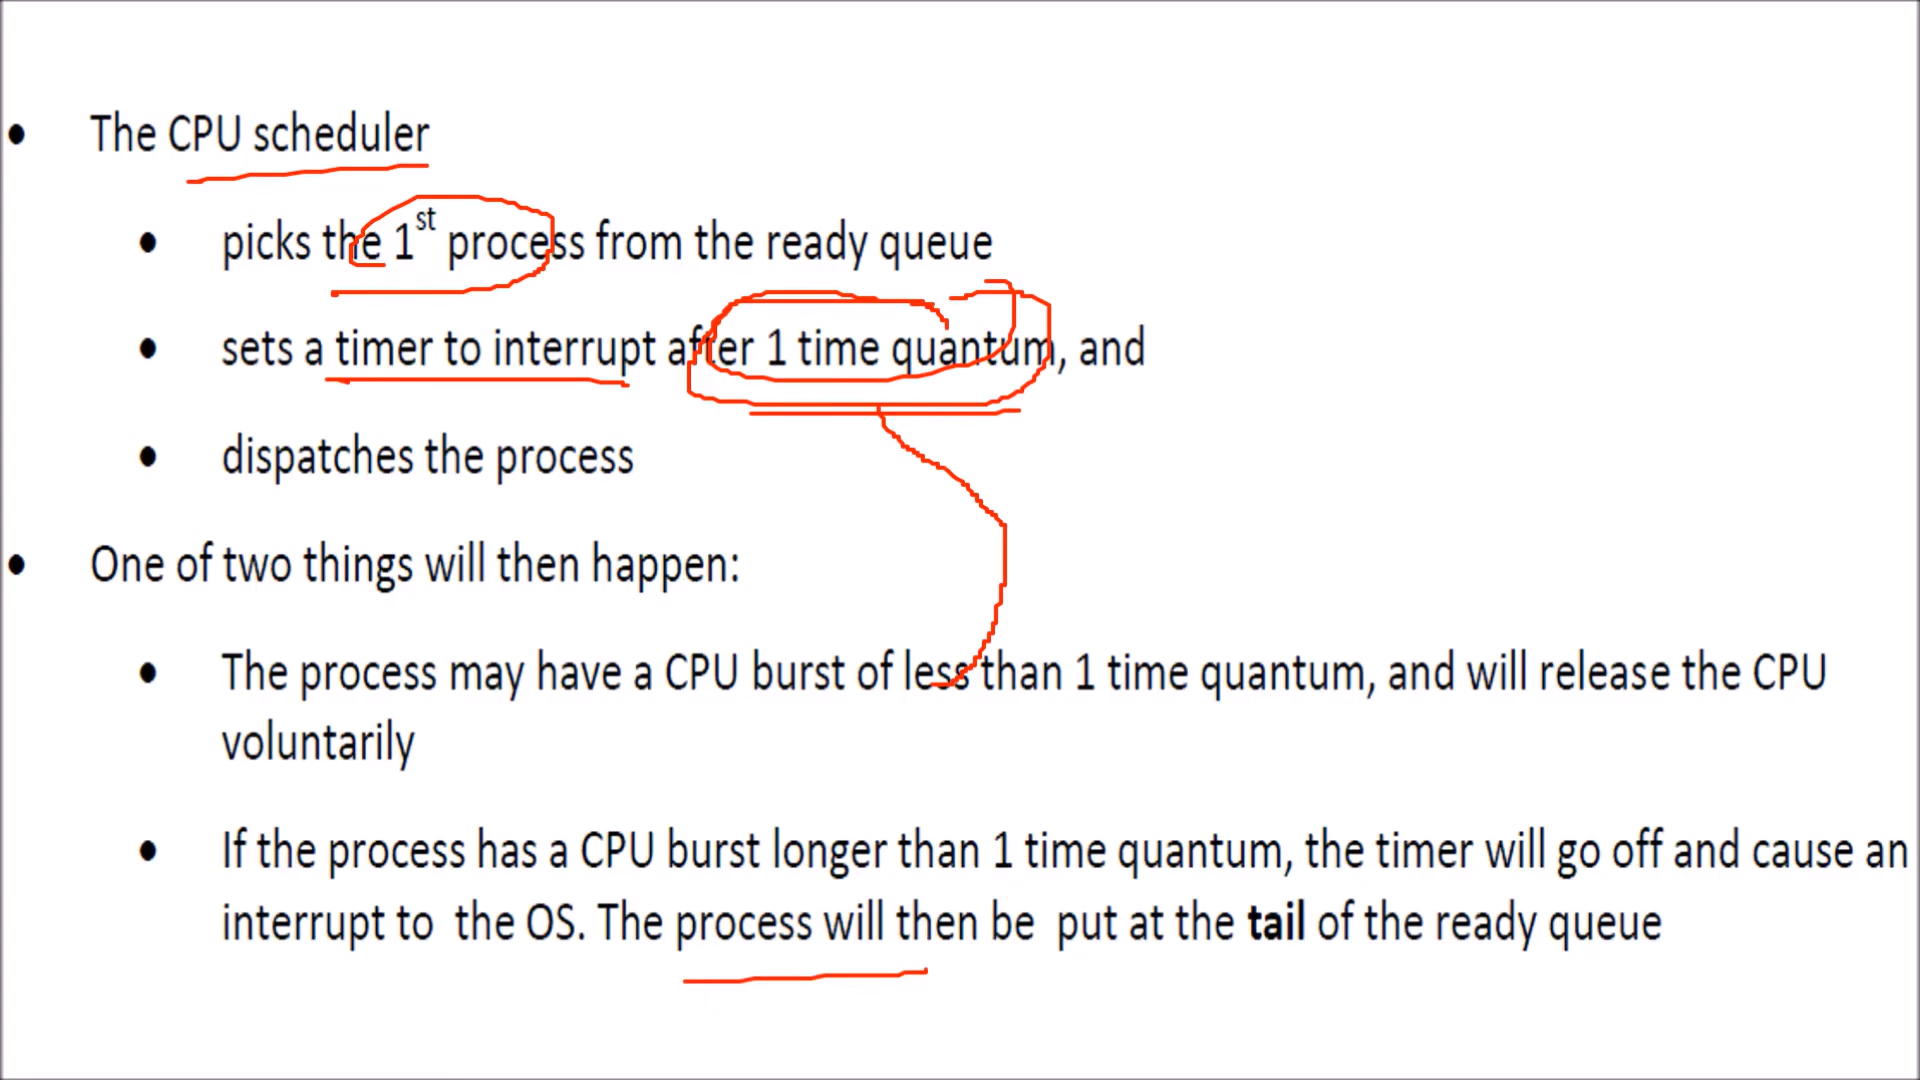 The CPU scheduler
picks the 1st process from the ready queue
sets a timer to interrupt after 1 time quantum, and
dispatches the process
One of two things will then happen:
The process may have a CPU burst of less than 1 time quantum, and will release the CPU
voluntarily
If the process has a CPU burst longer than 1 time quantum, the timer will go off and cause an
interrupt to the OS. The process will then be put at the tail of the ready queue